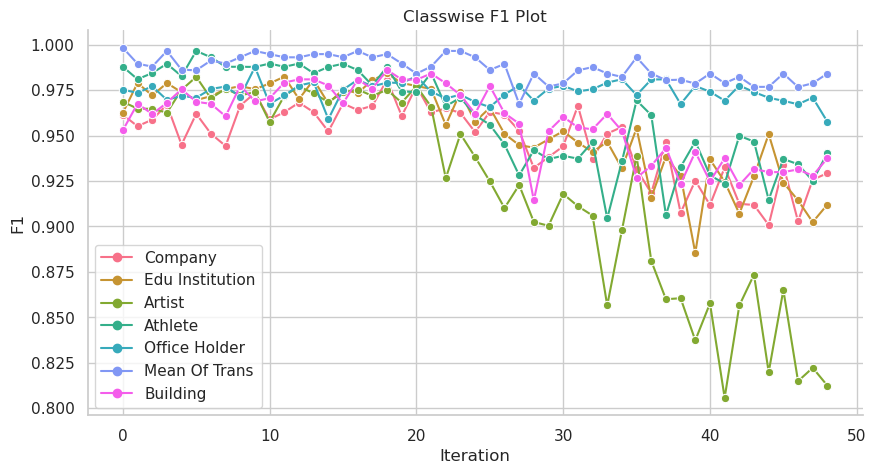 Classwise F1 Plot
1.000
0.975
0.950
0.925
0.900
0.875
0.850
0.825
0.800
F1
Company
Edu Institution
Artist
Athlete
Office Holder
Mean Of Trans
Building
0
10
20
30
40
50
Iteration